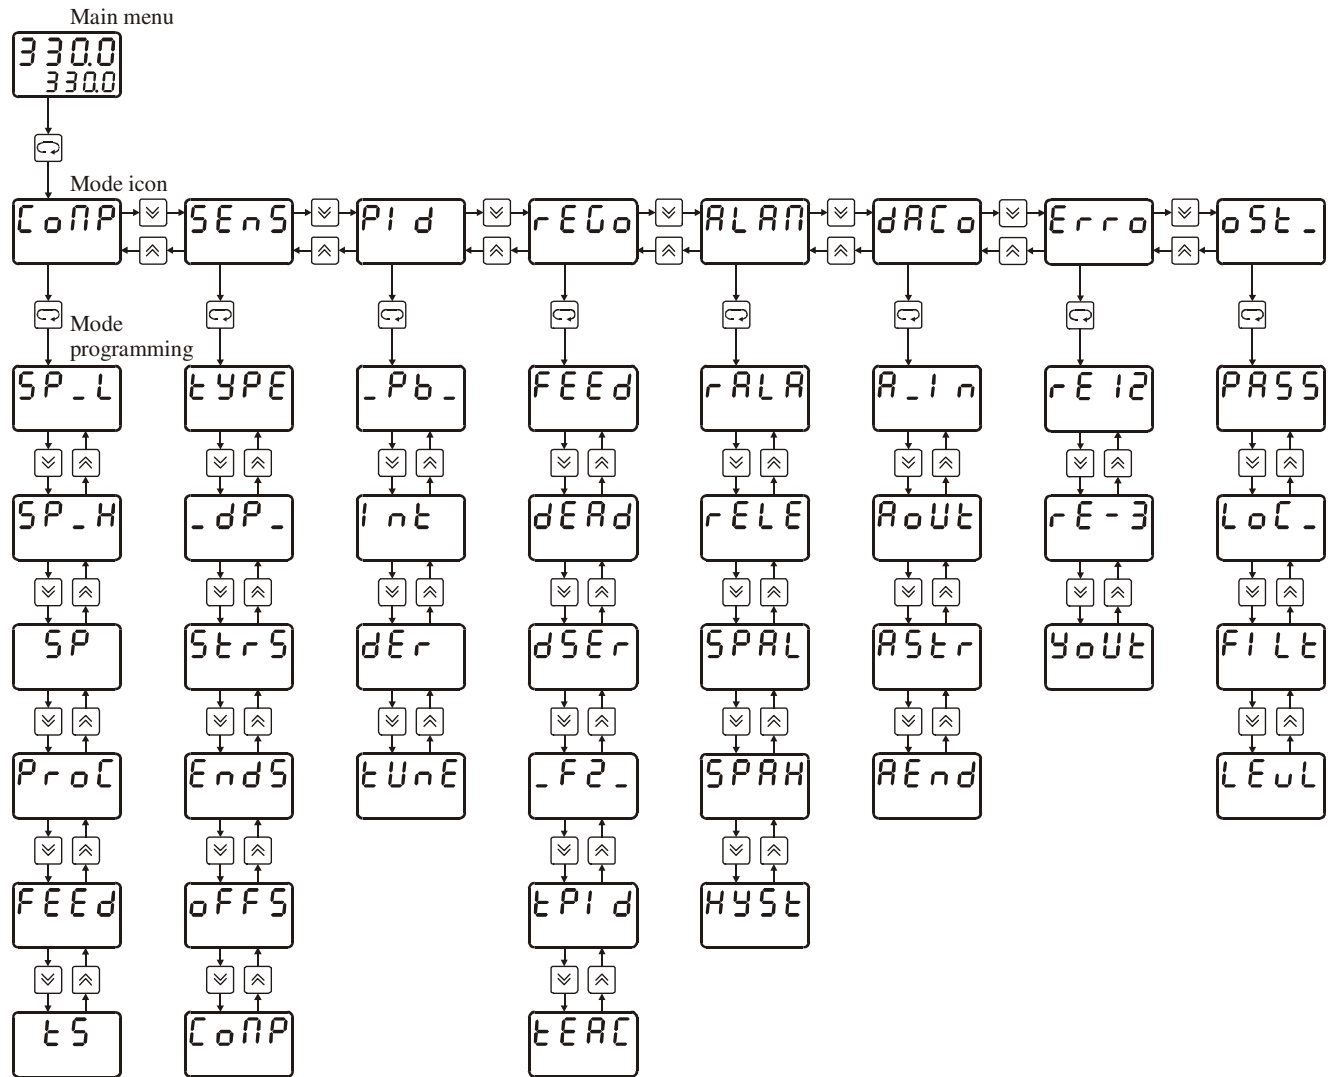 Main menu
330.0
330.0
Mode icon
CoMP SEnS PId rEGo ALAM dACo Erro oSt_
Mode
programming
SP_L tYPE _Pb_ FEEd rALA A_In rE12 PASS
SP_H _dP_ Int dEAd rELE AoUt rE-3 LoC_
SP StrS dEr dSEr SPAL AStr YoUt FILt
ProC EndS tUnE _F2_ SPAH AEnd LEvL
FEEd oFFS tPId HYSt
tS CoMP tEAC